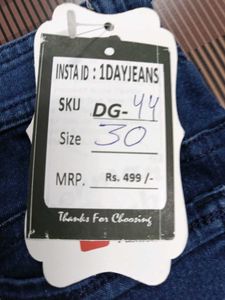 INSTA ID : 1DAYJEANS
SKU DG-44
Size 30
MRP. Rs. 499 /-
Thanks For Choosing